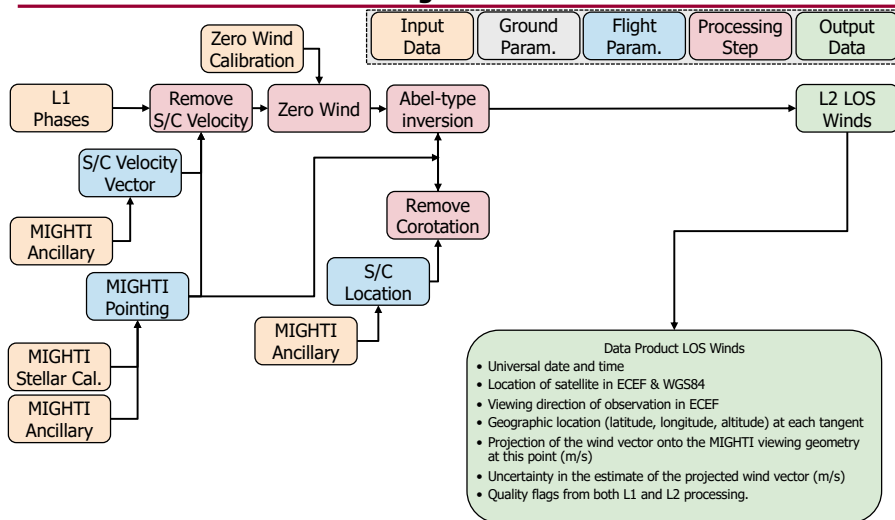 Input
Data
Ground
Param.
Flight
Param.
Processing
Step
Output
Data
Zero Wind
Calibration
L1
Phases
Remove
S/C Velocity
Zero Wind
Abel-type
inversion
L2 LOS
Winds
S/C Velocity
Vector
MIGHTI
Ancillary
Remove
Corotation
MIGHTI
Pointing
S/C
Location
MIGHTI
Ancillary
MIGHTI
Stellar Cal.
MIGHTI
Ancillary
Data Product LOS Winds
• Universal date and time
• Location of satellite in ECEF & WGS84
• Viewing direction of observation in ECEF
• Geographic location (latitude, longitude, altitude) at each tangent
• Projection of the wind vector onto the MIGHTI viewing geometry
at this point (m/s)
• Uncertainty in the estimate of the projected wind vector (m/s)
• Quality flags from both L1 and L2 processing.